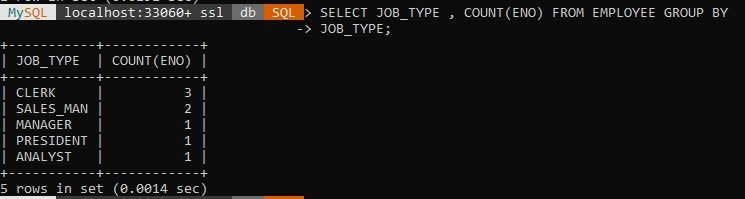 MySQL localhost:33060+ ssl db SQL > SELECT JOB_TYPE , COUNT(ENO) FROM EMPLOYEE GROUP BY
-> JOB_TYPE;
+-----------+------------+
| JOB_TYPE  | COUNT(ENO) |
+-----------+------------+
| CLERK     |          3 |
| SALES_MAN |          2 |
| MANAGER   |          1 |
| PRESIDENT |          1 |
| ANALYST   |          1 |
+-----------+------------+
5 rows in set (0.0014 sec)